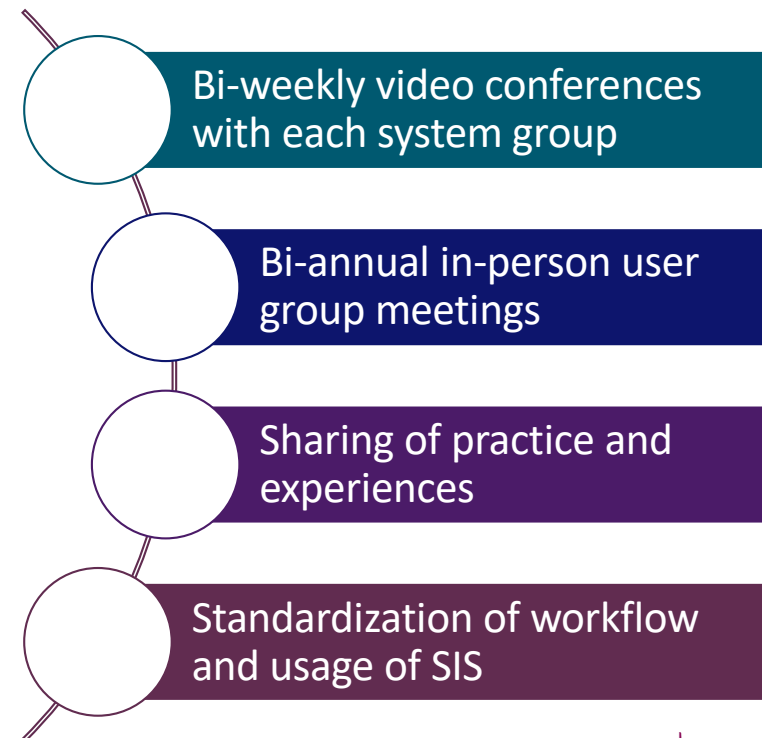 Bi-weekly video conferences
with each system group
Bi-annual in-person user
group meetings
Sharing of practice and
experiences
Standardization of workflow
and usage of SIS